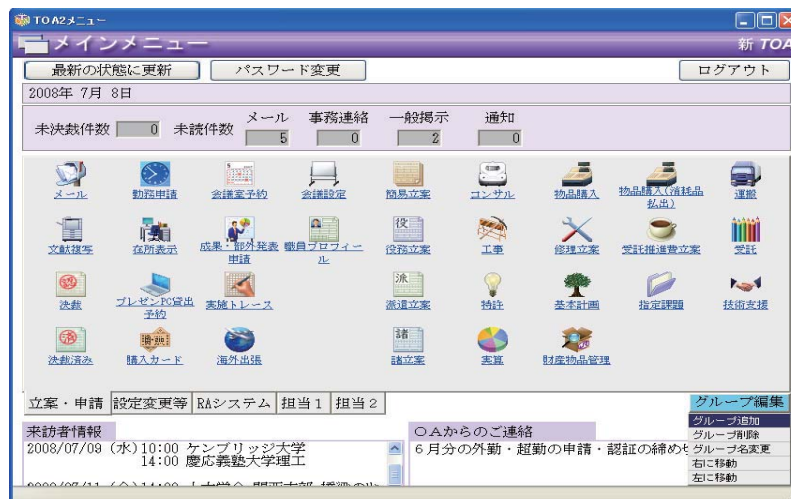 TOA2メニュー
メインメニュー
新 TOA
最新の状態に更新 パスワード変更 ログアウト
2008年 7月 8日
メール 事務連絡 一般掲示 通知
未決裁件数 0 未読件数 5 0 2 0
メール 勤務申請 会議室予約 会議設定 簡易立案 コンサル 物品購入 物品購入(消耗品払出) 運搬
役
文献複写 在所表示 成果・部外発表申請 職員プロフィール 役務立案 工事 修理立案 受託推進費立案 受託
派
決裁 プレゼンPC貸出予約 実施トレース 派遣立案 特許 基本計画 指定課題 技術支援
諸
決裁済み 購入カード 海外出張 諸立案 実算 財産物品管理
立案・申請 設定変更等 RAシステム 担当1 担当2 グループ編集
グループ追加
グループ削除
グループ名変更
右に移動
左に移動
来訪者情報
2008/07/09 (水)10:00 ケンブリッジ大学
14:00 慶応義塾大学理工
OAからのご連絡
6月分の外勤・超勤の申請・認証の締め